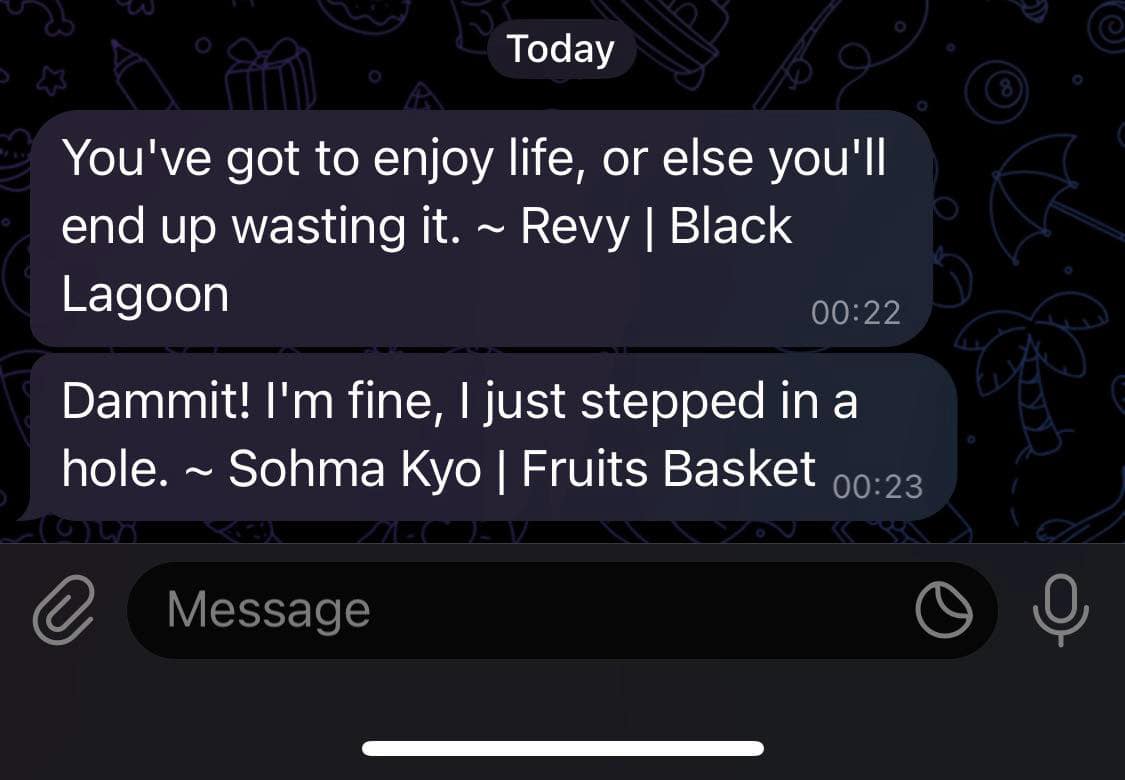 Today
You've got to enjoy life, or else you'll
end up wasting it. ~ Revy | Black
Lagoon
00:22
Dammit! I'm fine, I just stepped in a
hole. ~ Sohma Kyo | Fruits Basket
00:23
Message